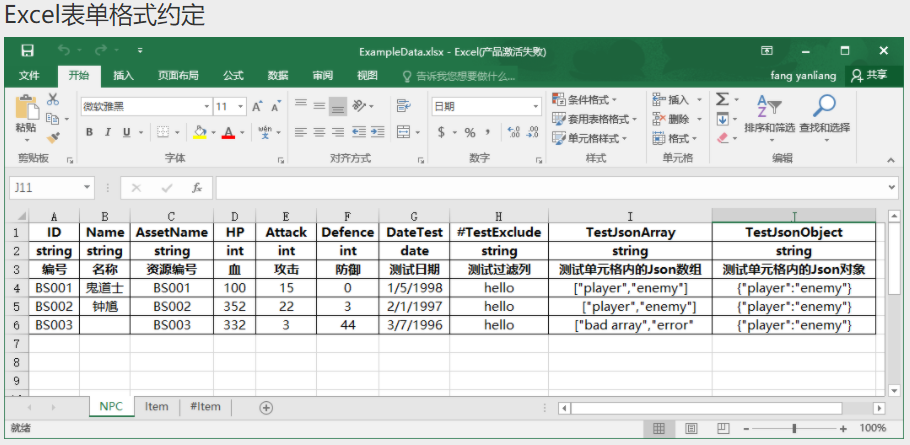 Excel表单格式约定
ExampleData.xlsx - Excel(产品激活失败)
文件 开始 插入 页面布局 公式 数据 审阅 视图 告诉我您想要做什么... fang yanliang 共享
微软雅黑 11 A A 日期 条件格式 插入 Σ A Z
粘贴 B I U A wén 文 $ % , .0 .00 套用表格格式 删除 排序和筛选 查找和选择
单元格样式 格式
剪贴板 字体 对齐方式 数字 样式 单元格 编辑
J11 fx
A B C D E F G H I J
1 ID Name AssetName HP Attack Defence DateTest #TestExclude TestJsonArray TestJsonObject
2 string string string int int int date string string string
3 编号 名称 资源编号 血 攻击 防御 测试日期 测试过滤列 测试单元格内的Json数组 测试单元格内的Json对象
4 BS001 鬼道士 BS001 100 15 0 1/5/1998 hello ["player","enemy"] {"player":"enemy"}
5 BS002 钟馗 BS002 352 22 3 2/1/1997 hello ["player","enemy"] {"player":"enemy"}
6 BS003 BS003 332 3 44 3/7/1996 hello ["bad array","error" {"player":"enemy"}
7
8
9
NPC Item #Item
就绪 100%